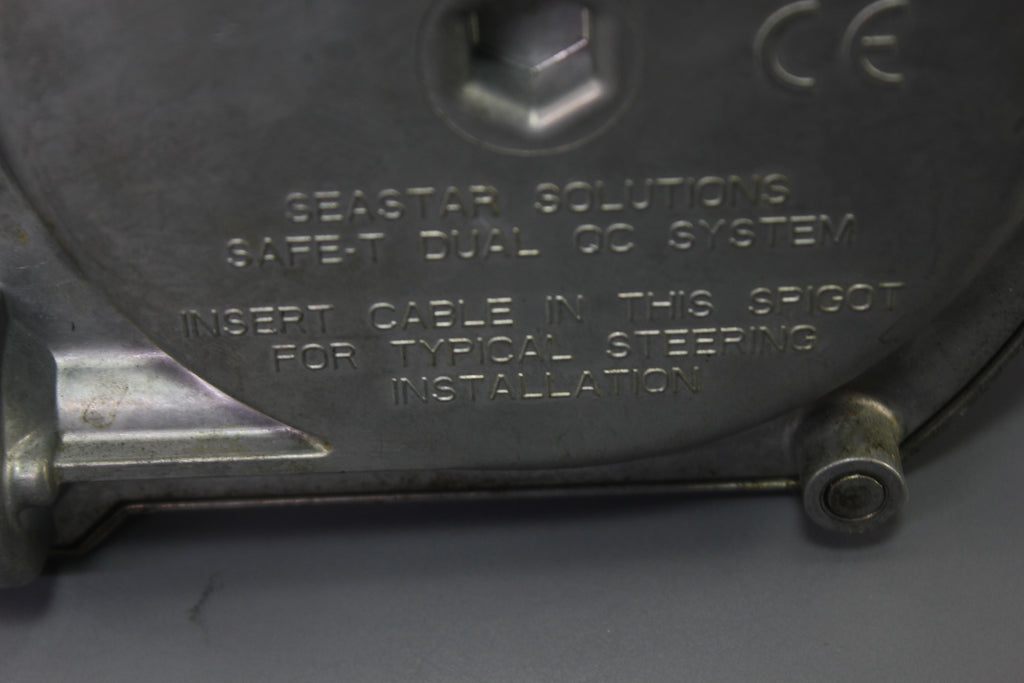 CE
SEASTAR SOLUTIONS
SAFE-T DUAL QC SYSTEM
INSERT CABLE IN THIS SPIGOT
FOR TYPICAL STEERING
INSTALLATION